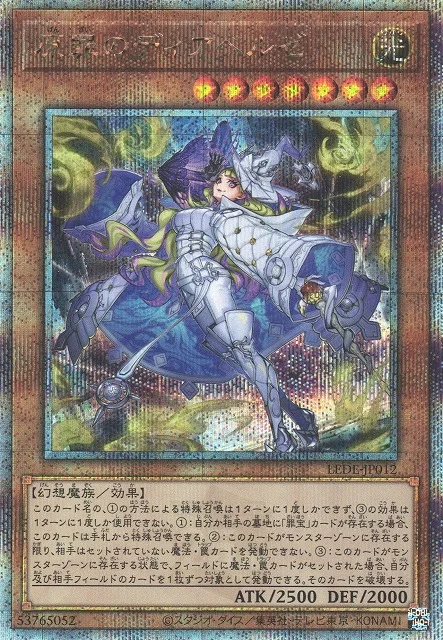 原罪のディアベルゼ
光
LEDE-JP012
【幻想魔族／効果】
このカード名の、①の方法による特殊召喚は1ターンに1度しかできず、③の効果は
1ターンに1度しか使用できない。①：自分か相手の墓地に「罪宝」カードが存在する場合、
このカードは手札から特殊召喚できる。②：このカードがモンスターゾーンに存在する
限り、相手はセットされていない魔法・罠カードを発動できない。③：このカードがモン
スターゾーンに存在する状態で、フィールドに魔法・罠カードがセットされた場合、自分
及び相手フィールドのカードを1枚ずつ対象として発動できる。そのカードを破壊する。
ATK/2500 DEF/2000
53765052 ©スタジオ・ダイス／集英社・テレビ東京・KONAMI